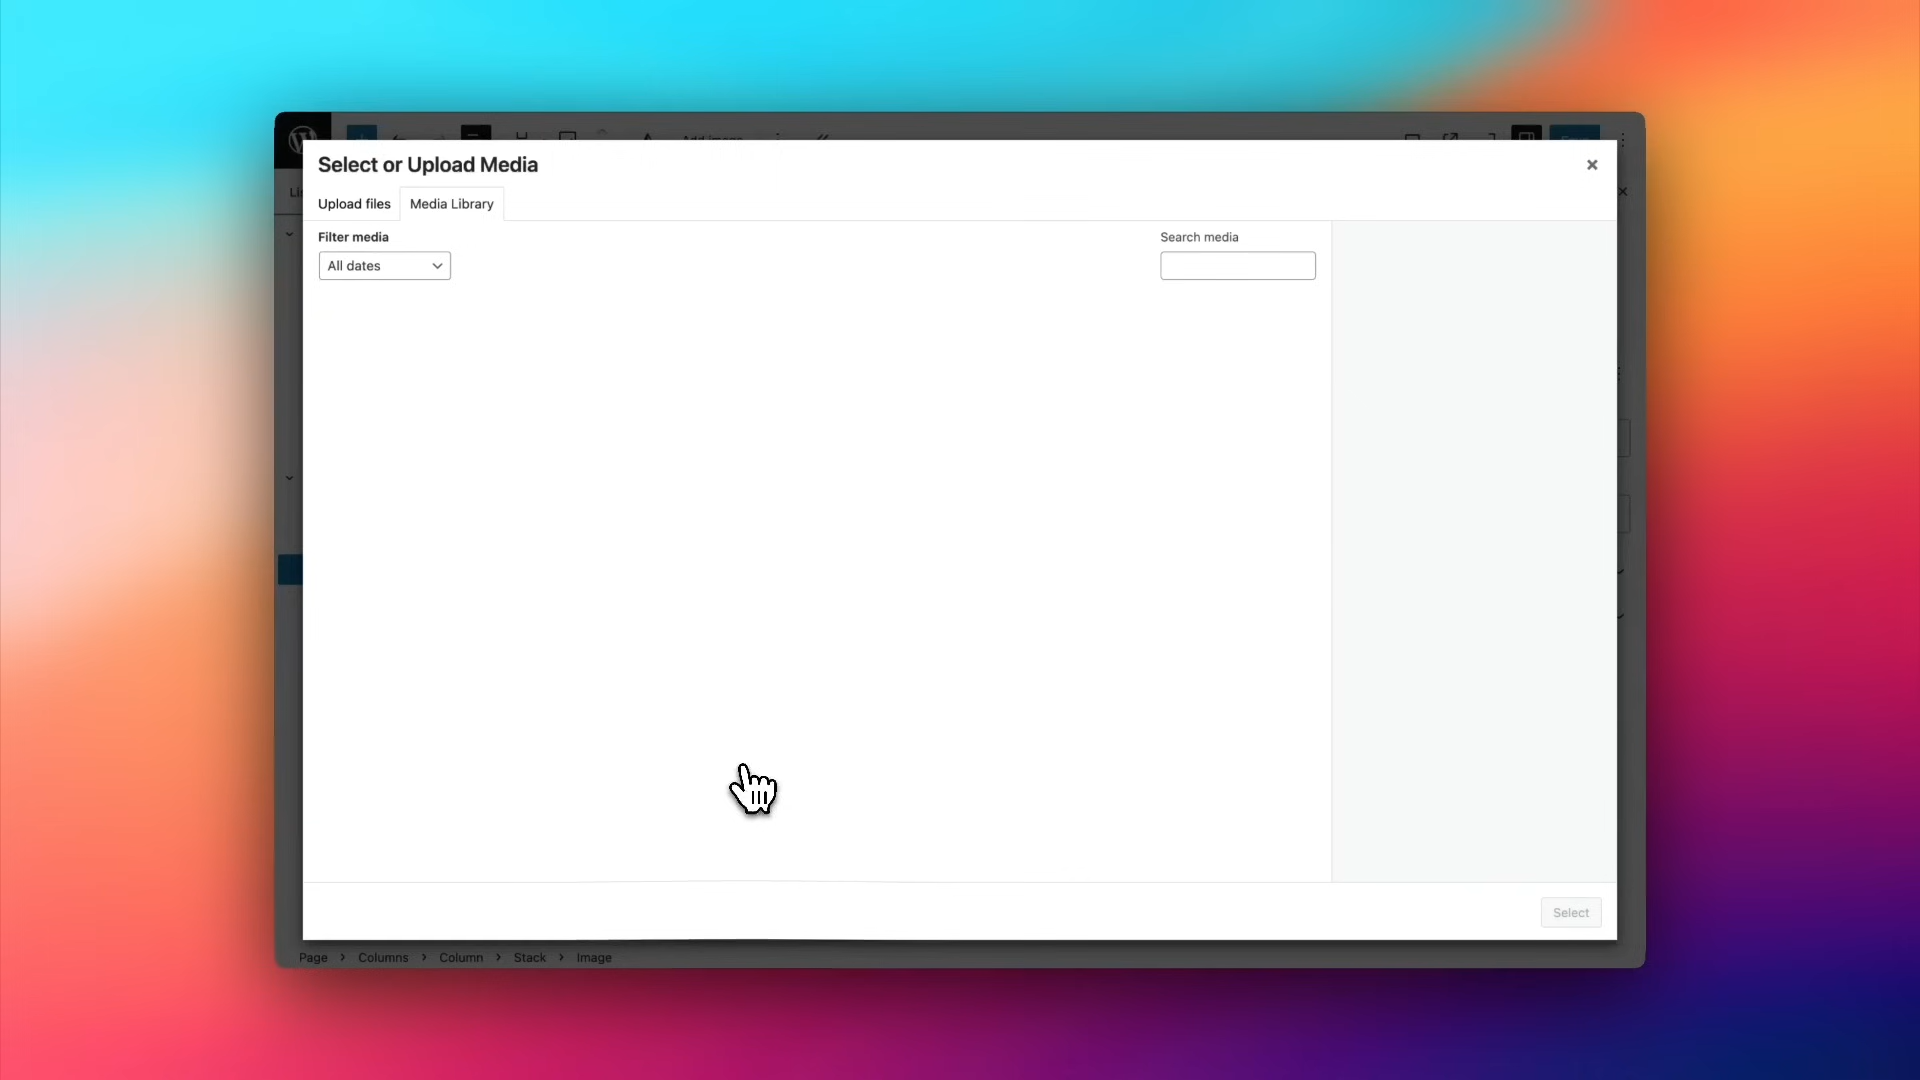 Select or Upload Media
Upload files
Media Library
Filter media
All dates
Search media
Select
Page > Columns > Column > Stack > Image